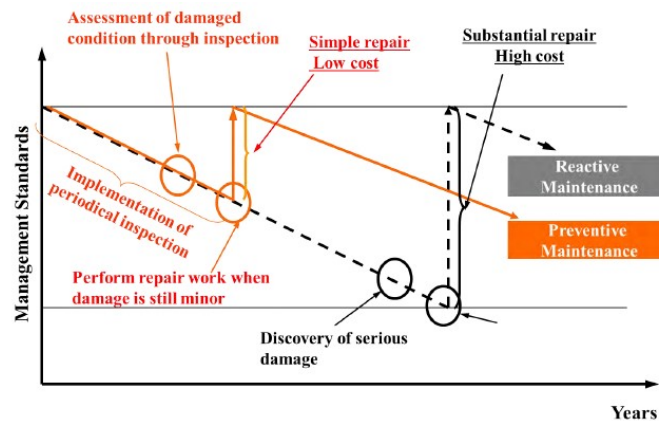 Assessment of damaged
condition through inspection
Simple repair
Low cost
Substantial repair
High cost
Management Standards
Implementation of
periodical inspection
Reactive
Maintenance
Preventive
Maintenance
Perform repair work when
damage is still minor
Discovery of serious
damage
Years